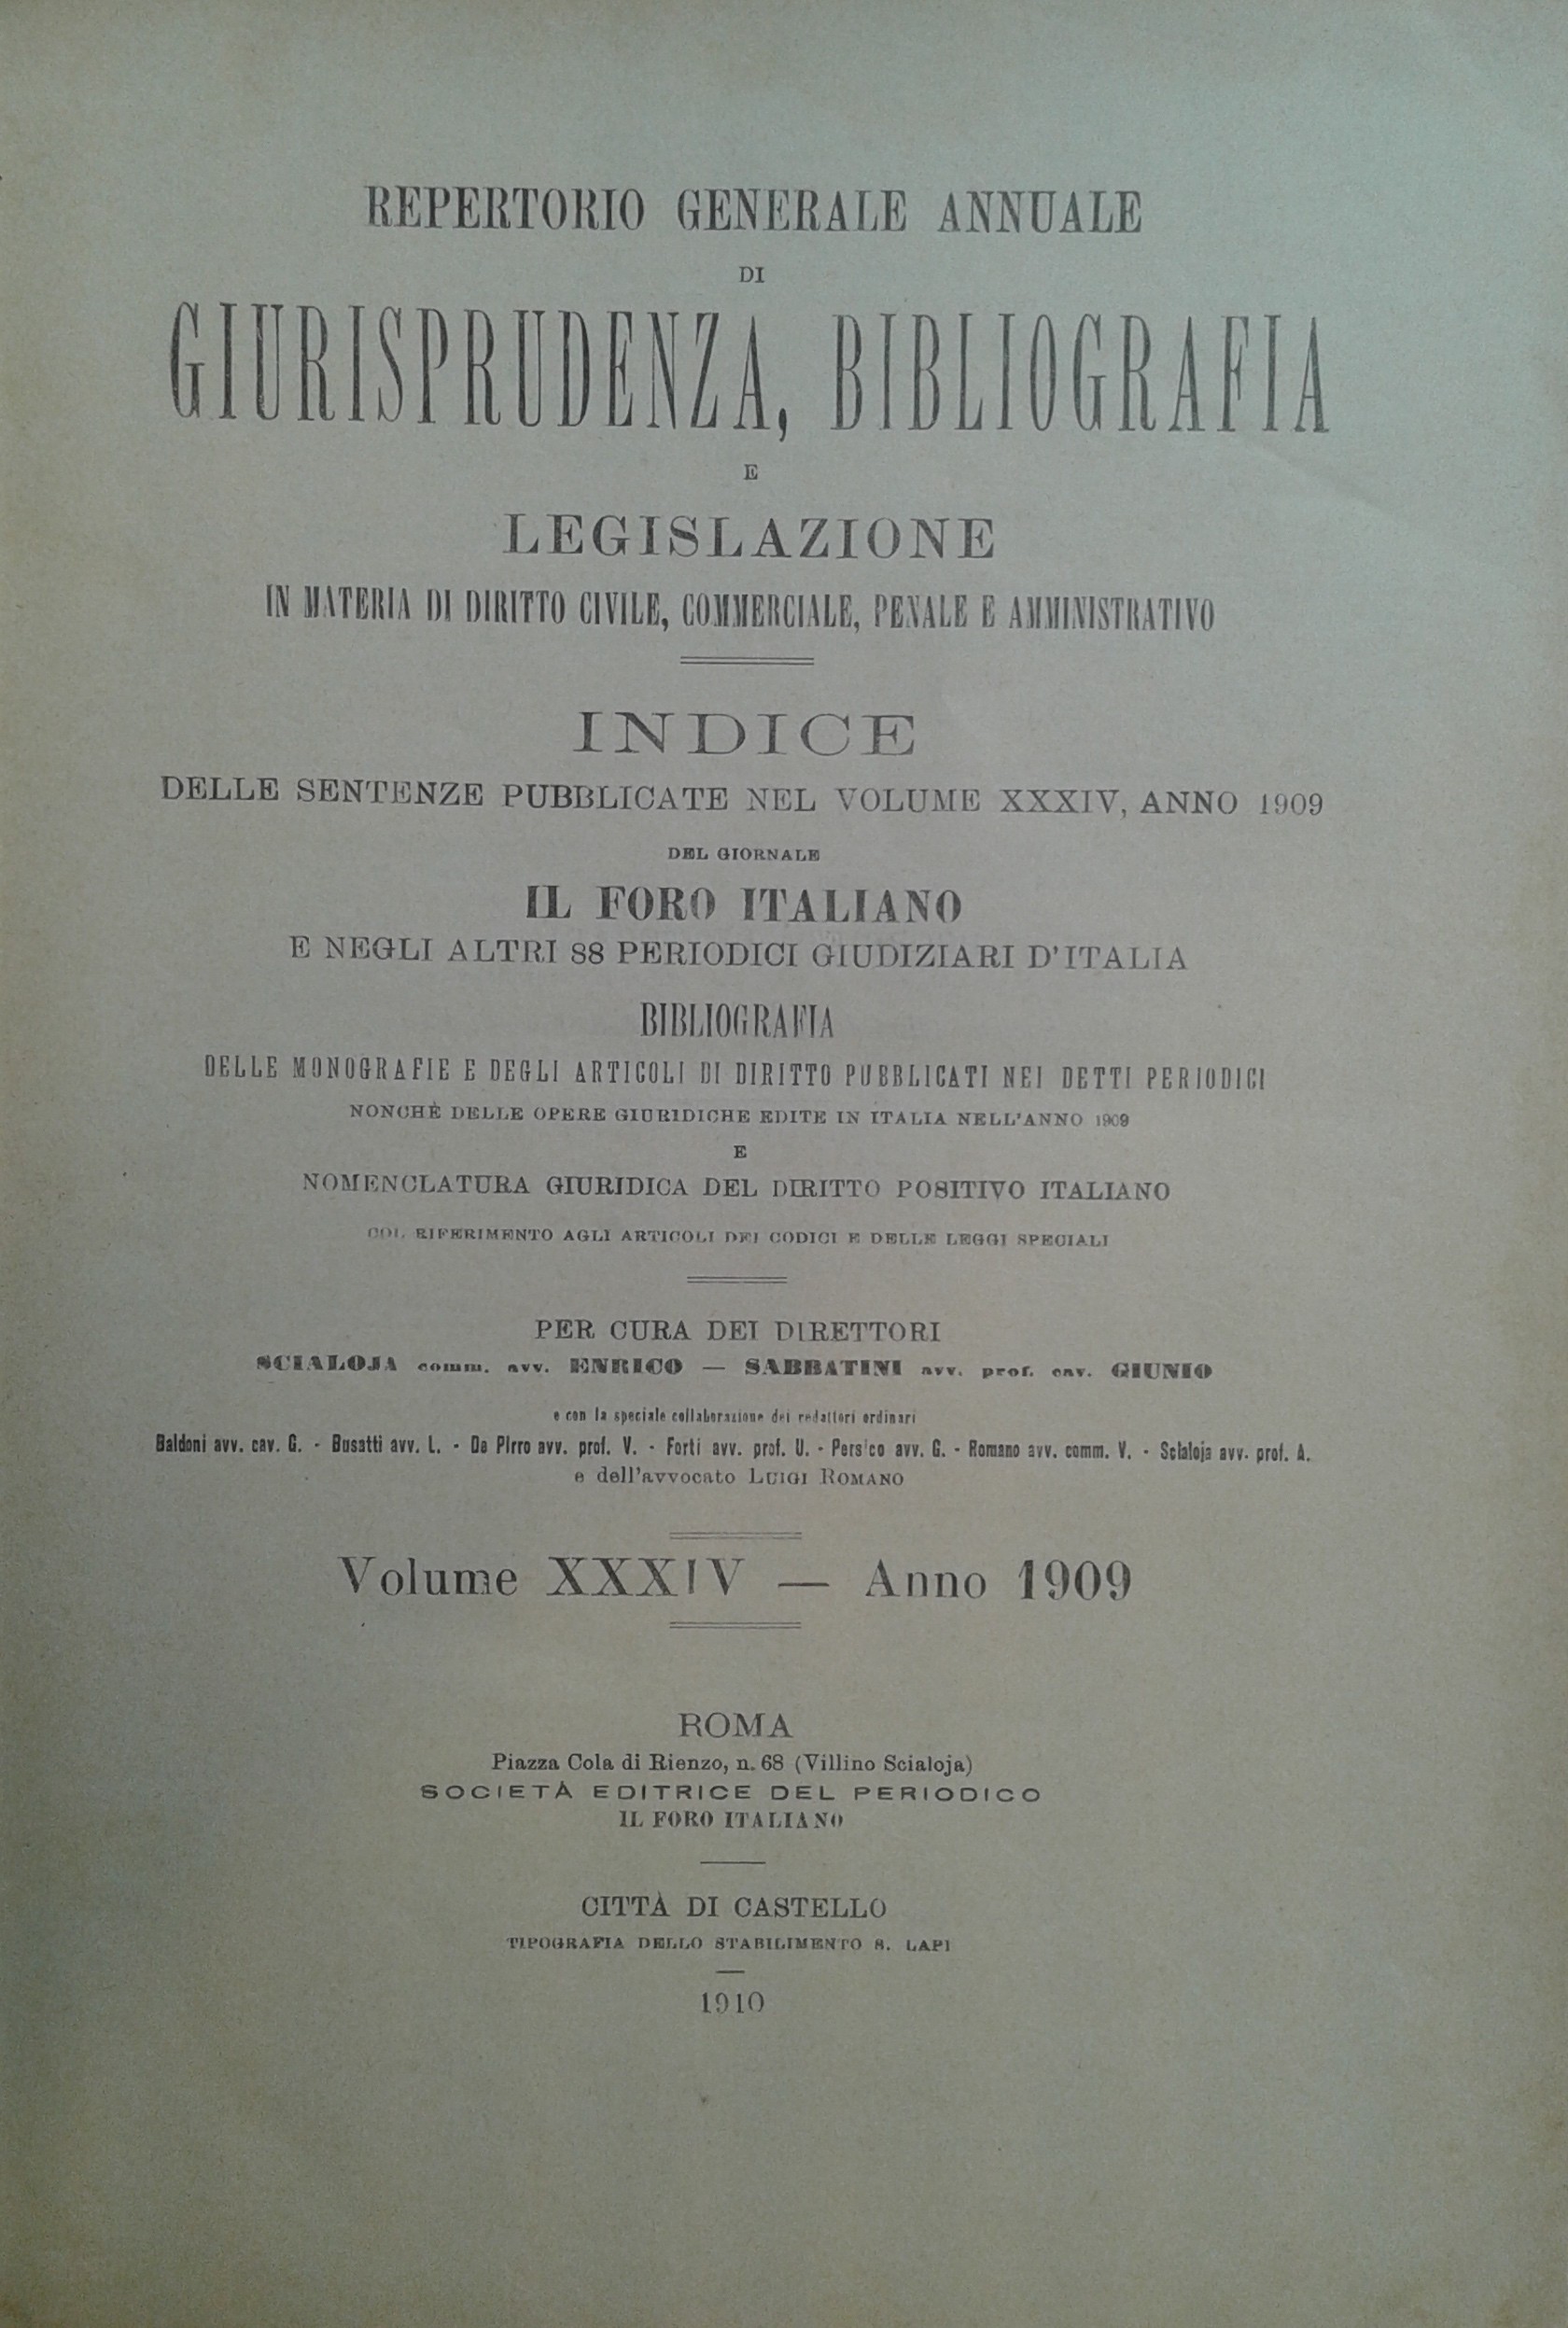 REPERTORIO GENERALE ANNUALE
DI
GIURISPRUDENZA, BIBLIOGRAFIA
E
LEGISLAZIONE
IN MATERIA DI DIRITTO CIVILE, COMMERCIALE, PENALE E AMMINISTRATIVO
INDICE
DELLE SENTENZE PUBBLICATE NEL VOLUME XXXIV, ANNO 1909
DEL GIORNALE
IL FORO ITALIANO
E NEGLI ALTRI 88 PERIODICI GIUDIZIARI D'ITALIA
BIBLIOGRAFIA
DELLE MONOGRAFIE E DEGLI ARTICOLI DI DIRITTO PUBBLICATI NEI DETTI PERIODICI
NONCHÈ DELLE OPERE GIURIDICHE EDITE IN ITALIA NELL'ANNO 1909
E
NOMENCLATURA GIURIDICA DEL DIRITTO POSITIVO ITALIANO
COL RIFERIMENTO AGLI ARTICOLI DEI CODICI E DELLE LEGGI SPECIALI
PER CURA DEI DIRETTORI
SCIALOJA comm. avv. ENRICO — SABBATINI avv. prof. cav. GIUNIO
e con la speciale collaborazione dei redattori ordinari
Baldoni avv. cav. G. - Busatti avv. L. - De Pirro avv. prof. V. - Forti avv. prof. U. - Persico avv. G. - Romano avv. comm. V. - Scialoja avv. prof. A.
e dell'avvocato LUIGI ROMANO
Volume XXXIV — Anno 1909
ROMA
Piazza Cola di Rienzo, n. 68 (Villino Scialoja)
SOCIETÀ EDITRICE DEL PERIODICO
IL FORO ITALIANO
CITTÀ DI CASTELLO
TIPOGRAFIA DELLO STABILIMENTO S. LAPI
1910